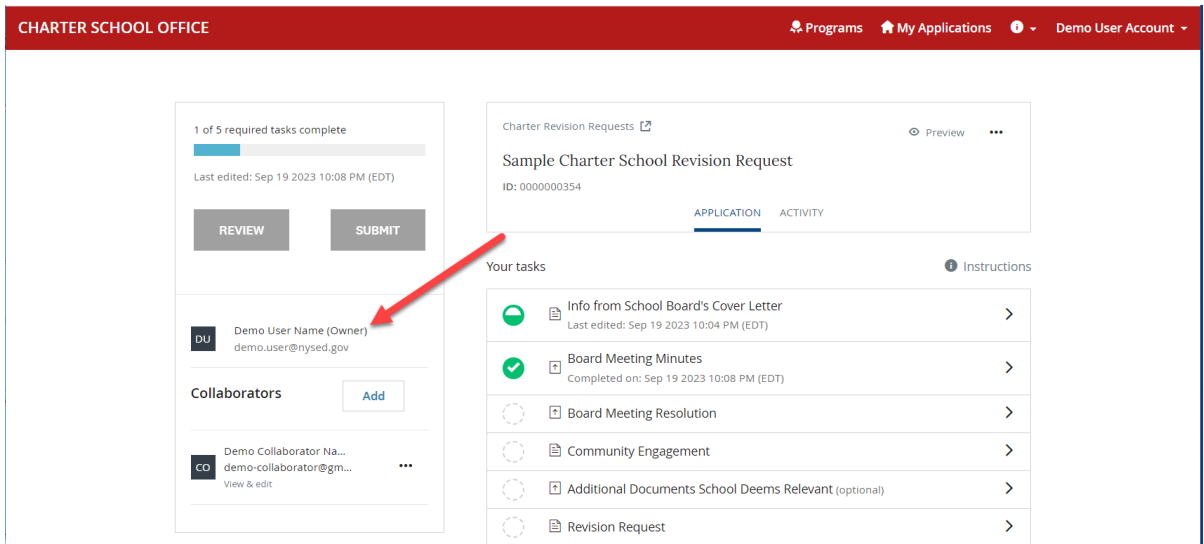 CHARTER SCHOOL OFFICE
Programs
My Applications
Demo User Account
1 of 5 required tasks complete
Last edited: Sep 19 2023 10:08 PM (EDT)
REVIEW
SUBMIT
DU
Demo User Name (Owner)
demo.user@nysed.gov
Collaborators
Add
CO
Demo Collaborator Na...
demo-collaborator@gm...
View & edit
Charter Revision Requests
Preview
Sample Charter School Revision Request
ID: 0000000354
APPLICATION
ACTIVITY
Your tasks
Instructions
Info from School Board's Cover Letter
Last edited: Sep 19 2023 10:04 PM (EDT)
Board Meeting Minutes
Completed on: Sep 19 2023 10:08 PM (EDT)
Board Meeting Resolution
Community Engagement
Additional Documents School Deems Relevant (optional)
Revision Request